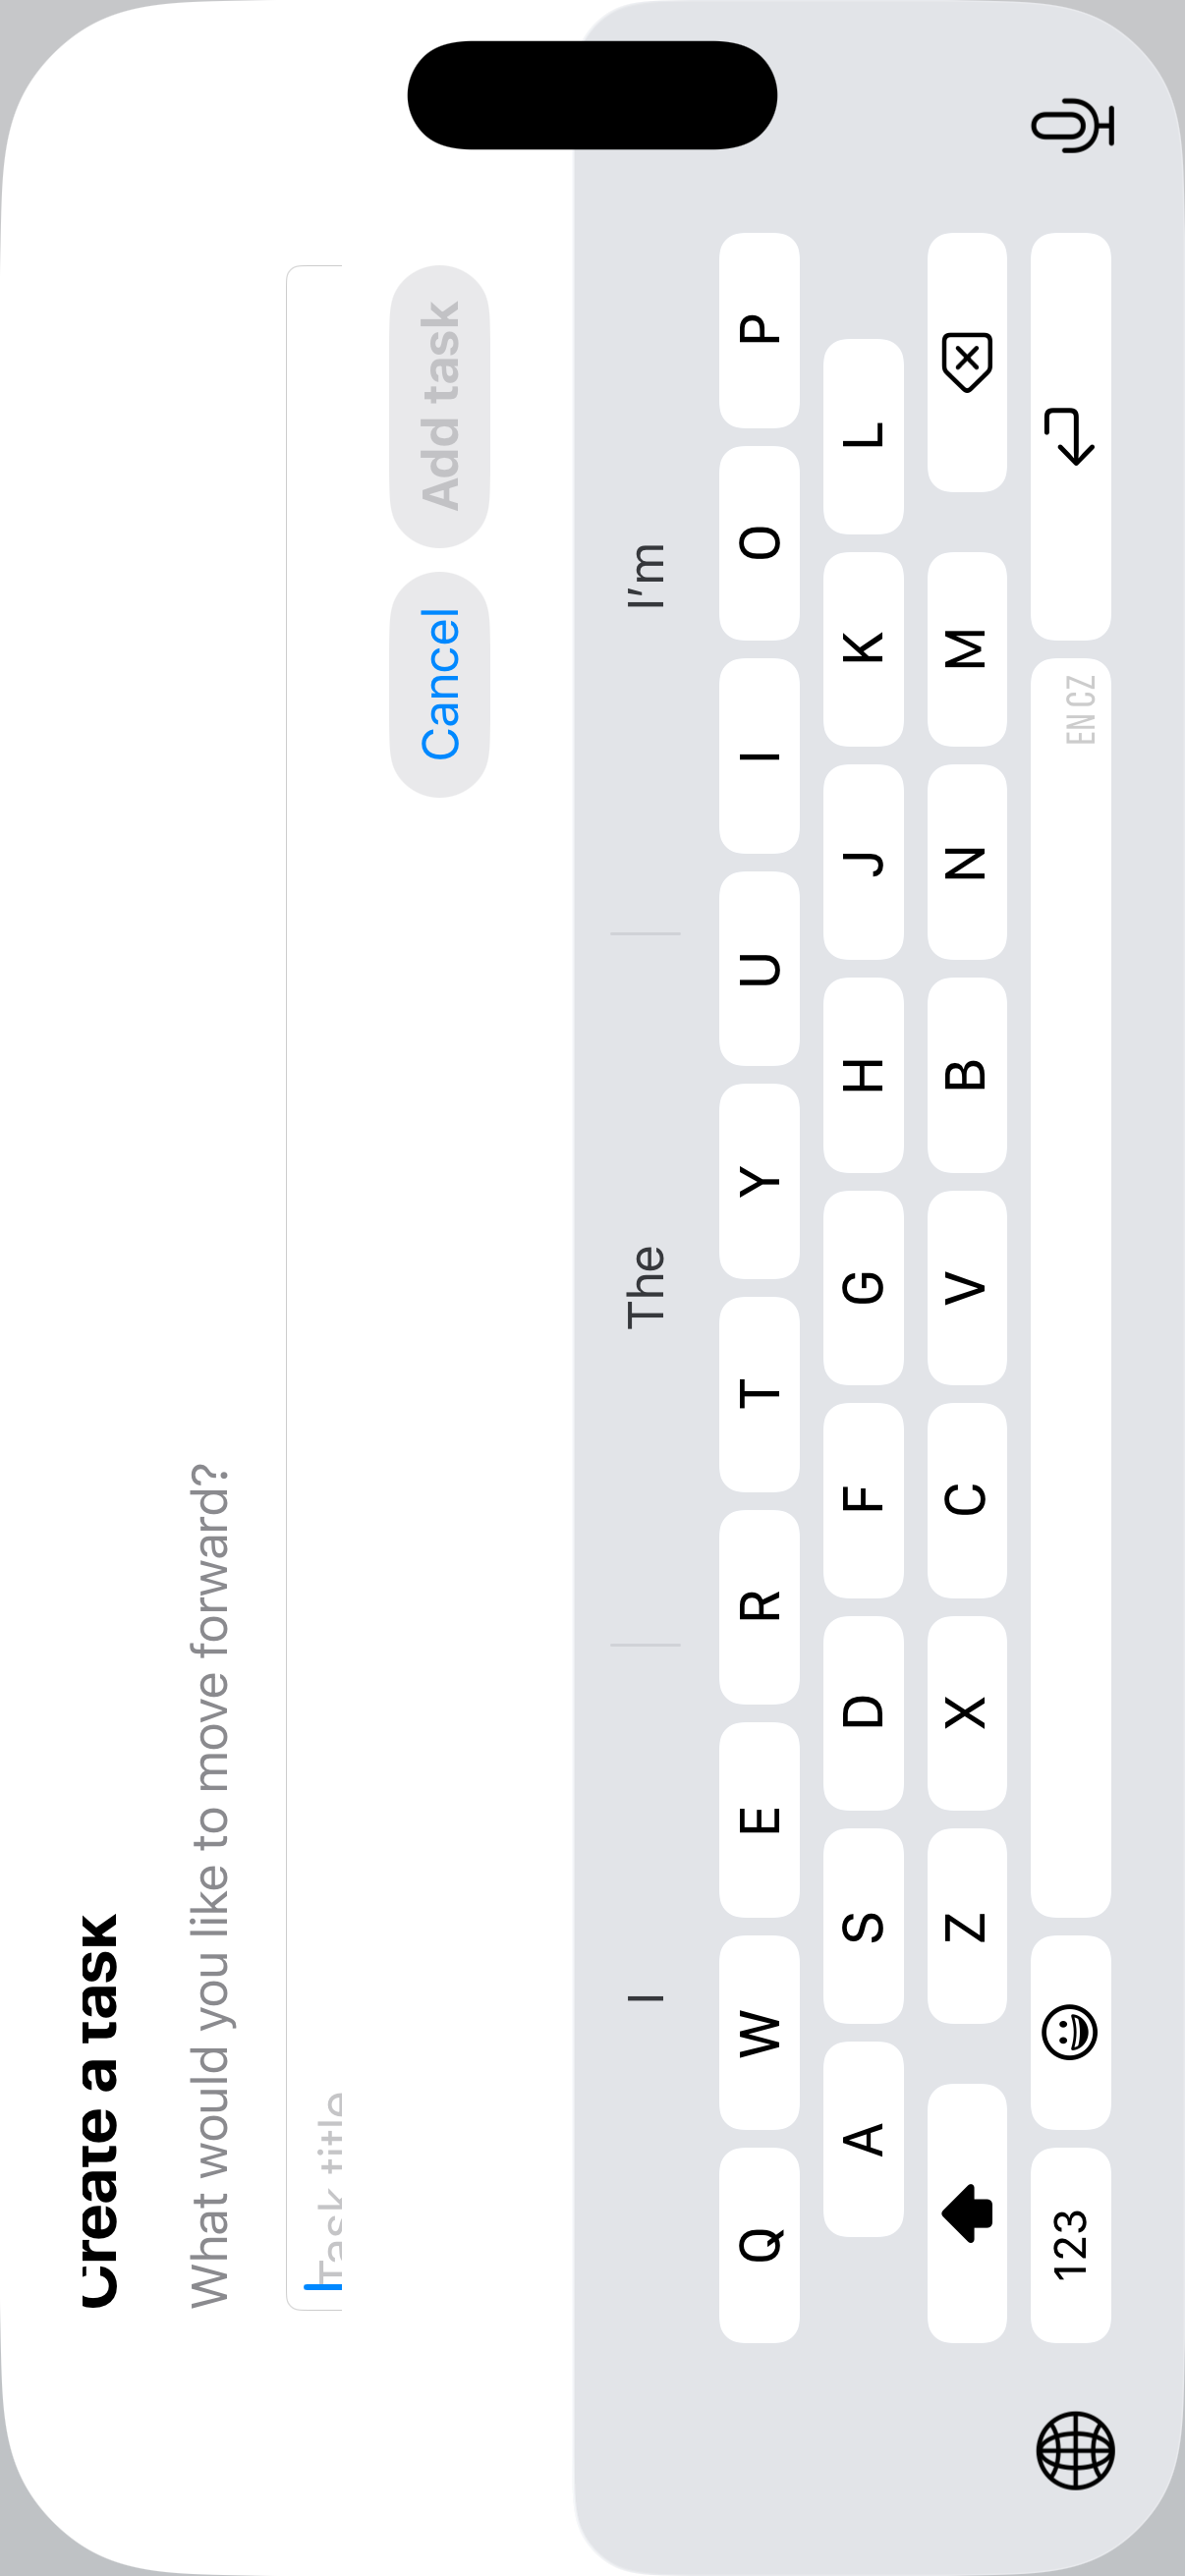 Create a task
What would you like to move forward?
Task title
Cancel Add task
I The I'm
Q W E R T Y U I O P
A S D F G H J K L
Z X C V B N M
123 EN CZ